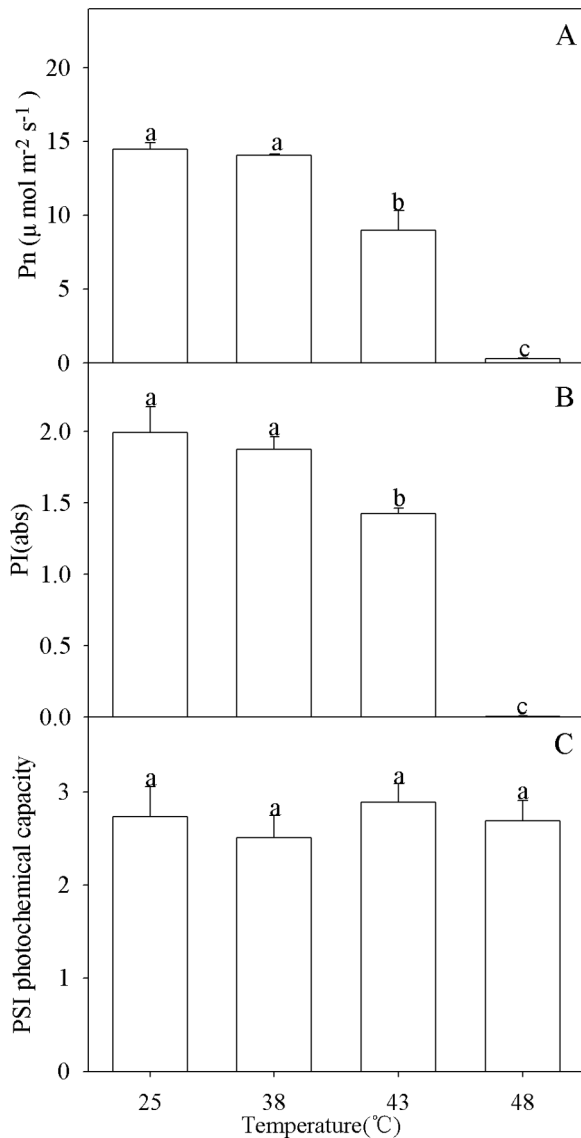 A
20
15
10
5
0
Pn (μ mol m-2 s-1 )
a
a
b
c
B
2.0
1.5
1.0
0.5
0.0
PI(abs)
a
a
b
c
C
3
2
1
0
PSI photochemical capacity
a
a
a
a
25 38 43 48
Temperature(℃)